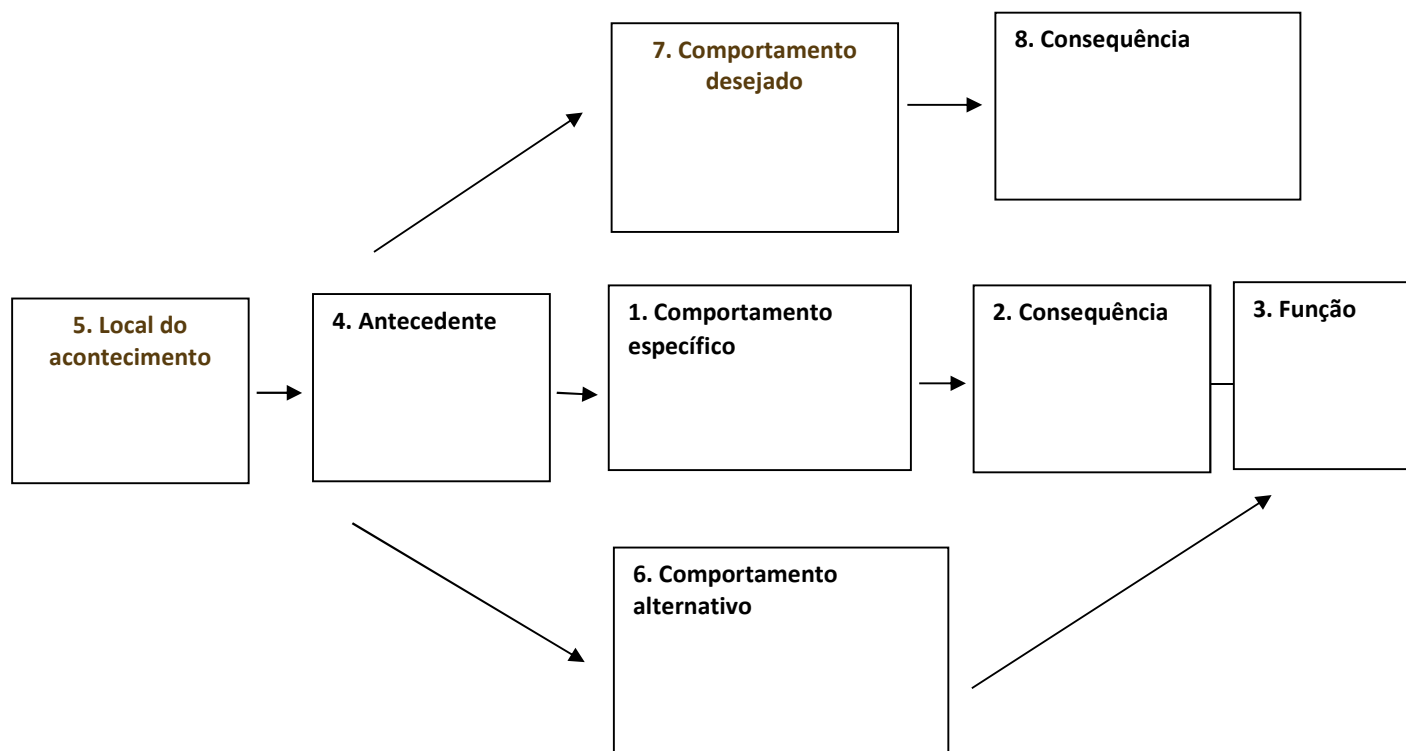 7. Comportamento
desejado
8. Consequência
5. Local do
acontecimento
4. Antecedente
1. Comportamento
específico
2. Consequência
3. Função
6. Comportamento
alternativo